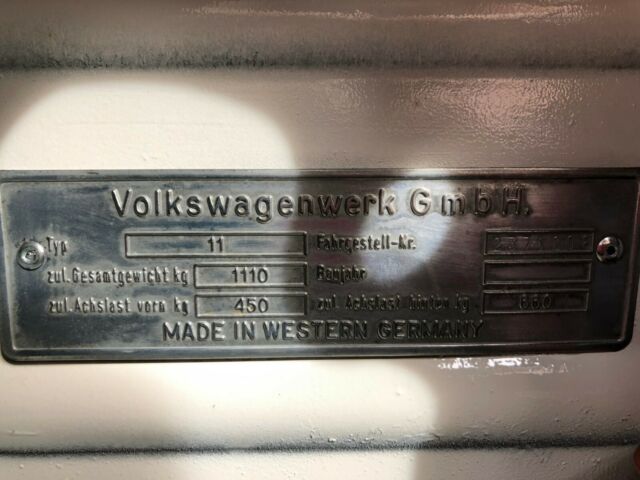 Volkswagenwerk GmbH.
Typ 11 Fahrgestell-Nr.
zul. Gesamtgewicht kg 1110 Baujahr
zul. Achslast vorn kg 450 zul. Achslast hinten kg 660
MADE IN WESTERN GERMANY